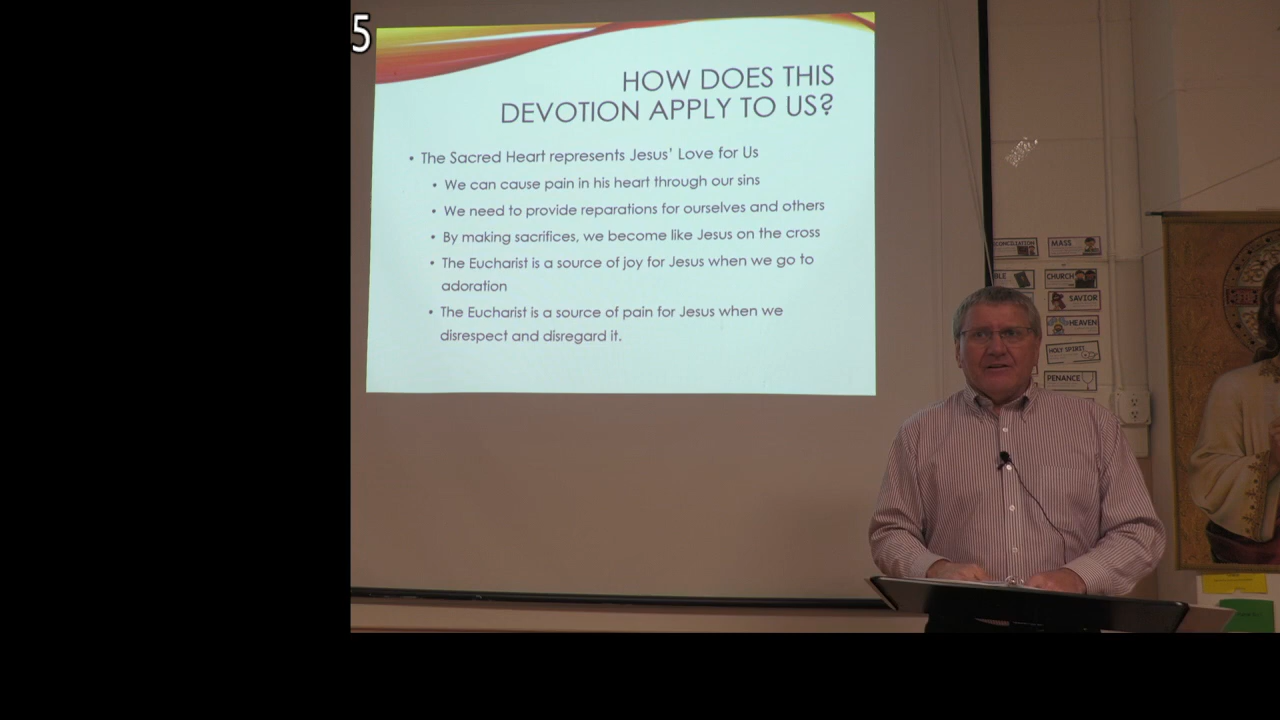 5
HOW DOES THIS
DEVOTION APPLY TO US?
• The Sacred Heart represents Jesus' Love for Us
• We can cause pain in his heart through our sins
• We need to provide reparations for ourselves and others
• By making sacrifices, we become like Jesus on the cross
• The Eucharist is a source of joy for Jesus when we go to
adoration
• The Eucharist is a source of pain for Jesus when we
disrespect and disregard it.
MASS
CHURCH
SAVIOR
HEAVEN
HOLY SPIRIT
PENANCE